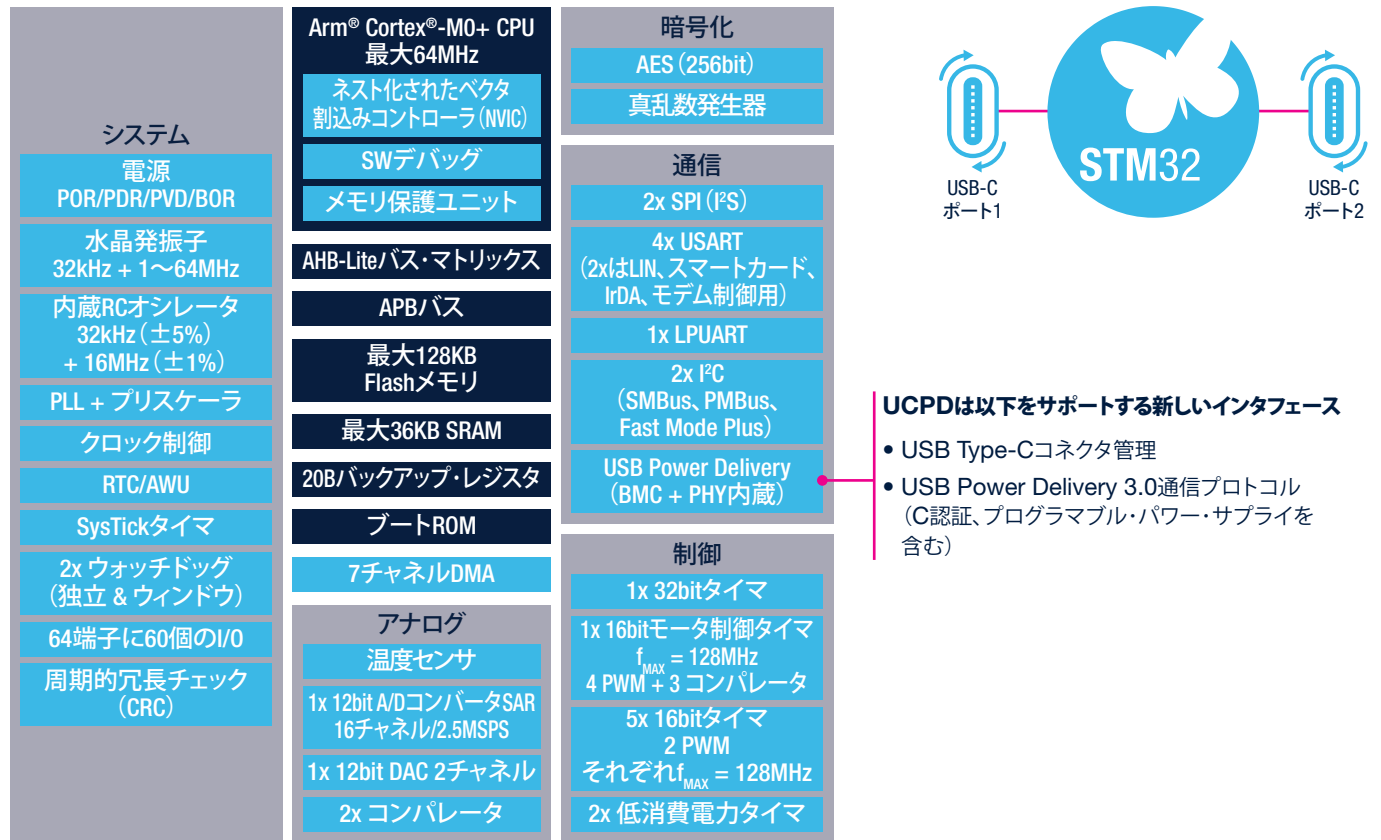 システム
電源
POR/PDR/PVD/BOR
水晶発振子
32kHz + 1～64MHz
内蔵RCオシレータ
32kHz（±5%）
+ 16MHz（±1%）
PLL + プリスケーラ
クロック制御
RTC/AWU
SysTickタイマ
2x ウォッチドッグ
（独立 & ウィンドウ）
64端子に60個のI/O
周期的冗長チェック
（CRC）
Arm® Cortex®-M0+ CPU
最大64MHz
ネスト化されたベクタ
割込みコントローラ（NVIC）
SWデバッグ
メモリ保護ユニット
AHB-Liteバス・マトリックス
APBバス
最大128KB
Flashメモリ
最大36KB SRAM
20Bバックアップ・レジスタ
ブートROM
7チャネルDMA
アナログ
温度センサ
1x 12bit A/DコンバータSAR
16チャネル/2.5MSPS
1x 12bit DAC 2チャネル
2x コンパレータ
暗号化
AES（256bit）
真乱数発生器
通信
2x SPI（I²S）
4x USART
（2xはLIN、スマートカード、
IrDA、モデム制御用）
1x LPUART
2x I²C
（SMBus、PMBus、
Fast Mode Plus）
USB Power Delivery
（BMC + PHY内蔵）
制御
1x 32bitタイマ
1x 16bitモータ制御タイマ
fMAX = 128MHz
4 PWM + 3 コンパレータ
5x 16bitタイマ
2 PWM
それぞれfMAX = 128MHz
2x 低消費電力タイマ
STM32
USB-C
ポート1
USB-C
ポート2
UCPDは以下をサポートする新しいインタフェース
• USB Type-Cコネクタ管理
• USB Power Delivery 3.0通信プロトコル
（C認証、プログラマブル・パワー・サプライを
含む）